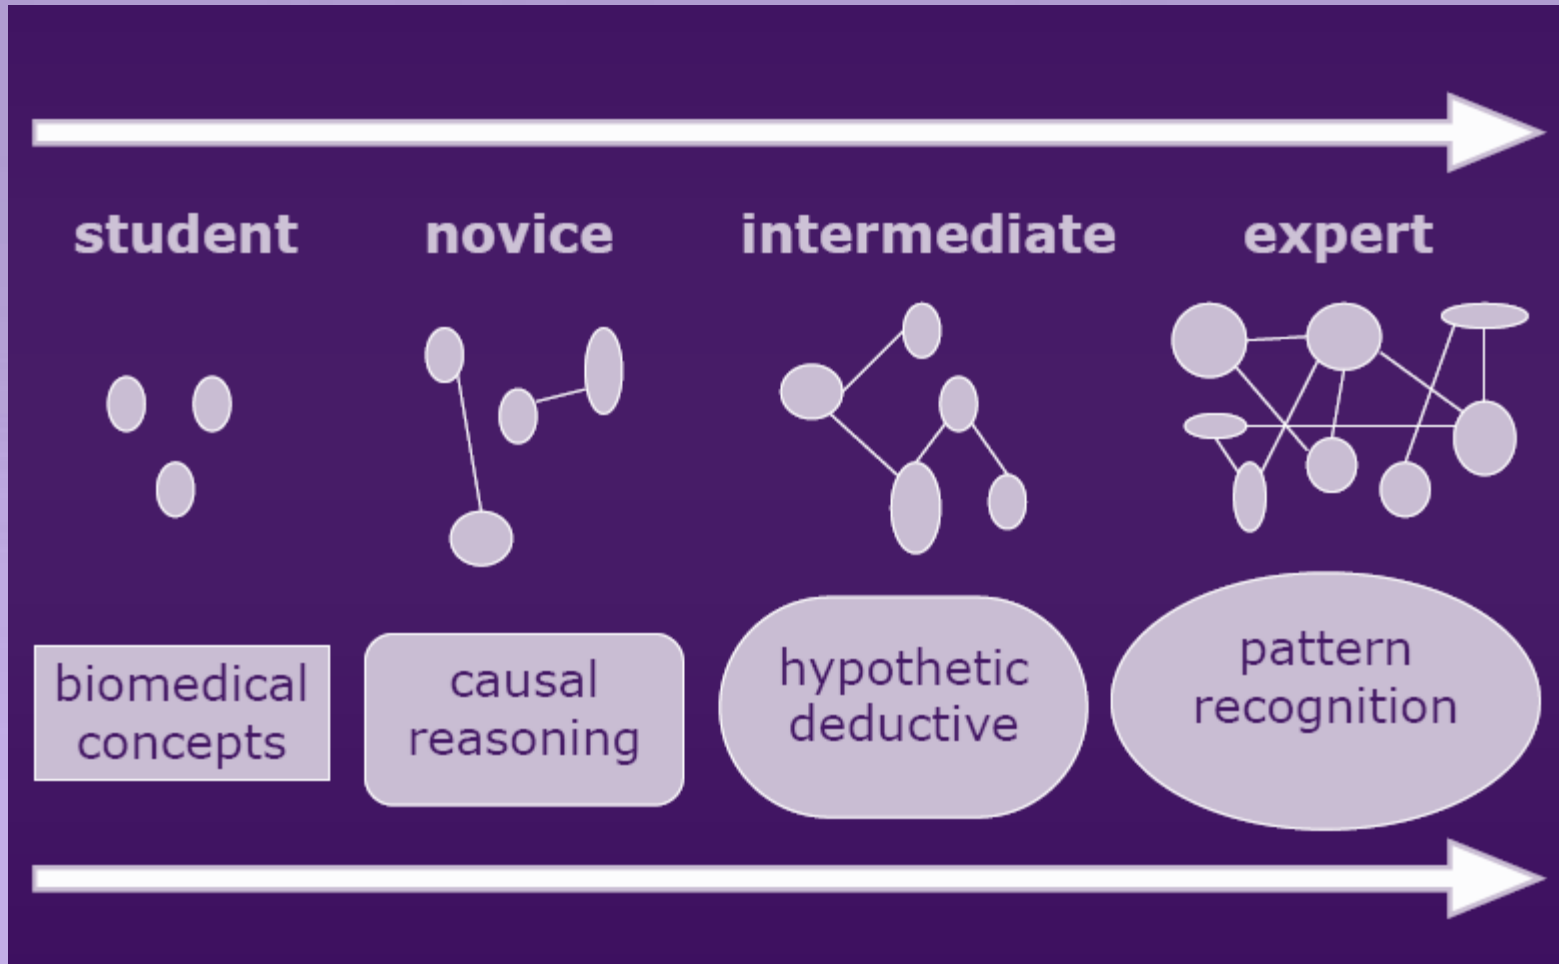 student
novice
intermediate
expert
biomedical
concepts
causal
reasoning
hypothetic
deductive
pattern
recognition